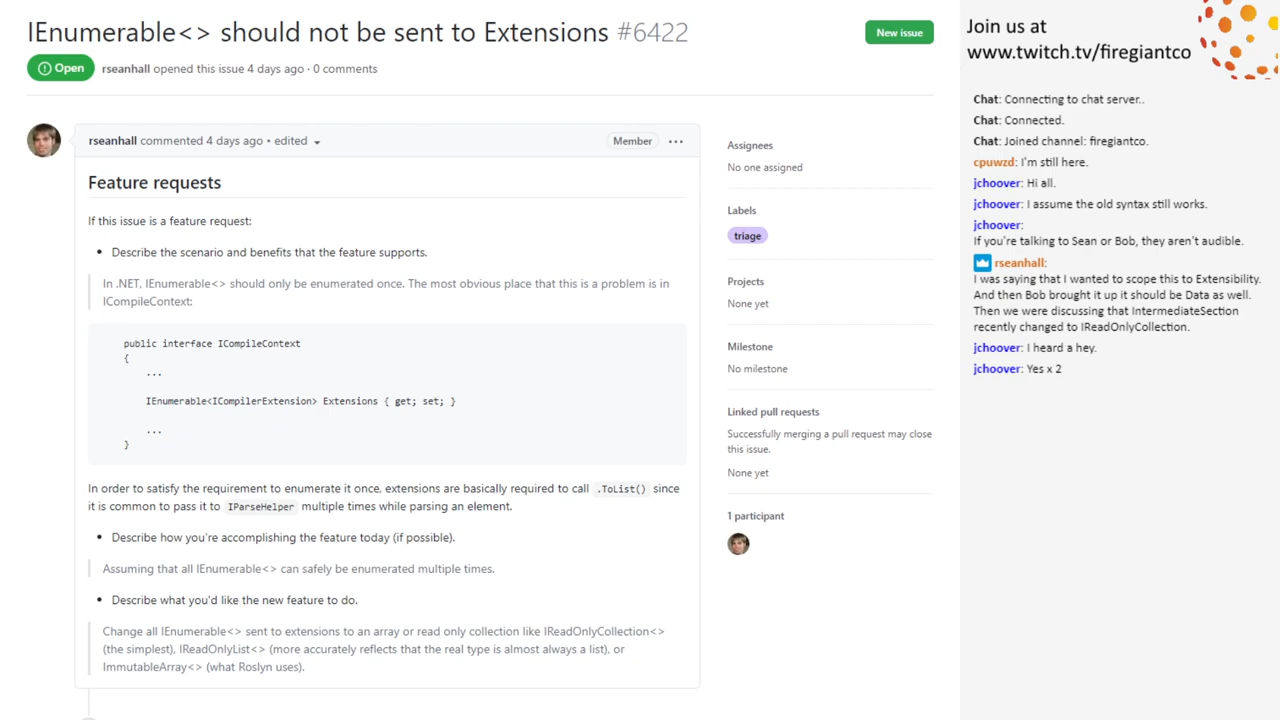 IEnumerable<> should not be sent to Extensions #6422
New issue
Open rseanhall opened this issue 4 days ago · 0 comments
rseanhall commented 4 days ago • edited
Member
Feature requests
If this issue is a feature request:
• Describe the scenario and benefits that the feature supports.
In .NET, IEnumerable<> should only be enumerated once. The most obvious place that this is a problem is in
ICompileContext:
public interface ICompileContext
{
...
IEnumerable<ICompilerExtension> Extensions { get; set; }
...
}
In order to satisfy the requirement to enumerate it once, extensions are basically required to call .ToList() since
it is common to pass it to IParseHelper multiple times while parsing an element.
• Describe how you're accomplishing the feature today (if possible).
Assuming that all IEnumerable<> can safely be enumerated multiple times.
• Describe what you'd like the new feature to do.
Change all IEnumerable<> sent to extensions to an array or read only collection like IReadOnlyCollection<>
(the simplest), IReadOnlyList<> (more accurately reflects that the real type is almost always a list), or
ImmutableArray<> (what Roslyn uses).
Assignees
No one assigned
Labels
triage
Projects
None yet
Milestone
No milestone
Linked pull requests
Successfully merging a pull request may close
this issue.
None yet
1 participant
Join us at
www.twitch.tv/firegiantco
Chat: Connecting to chat server..
Chat: Connected.
Chat: Joined channel: firegiantco.
cpuwzd: I'm still here.
jchoover: Hi all.
jchoover: I assume the old syntax still works.
jchoover:
If you're talking to Sean or Bob, they aren't audible.
rseanhall:
I was saying that I wanted to scope this to Extensibility.
And then Bob brought it up it should be Data as well.
Then we were discussing that IntermediateSection
recently changed to IReadOnlyCollection.
jchoover: I heard a hey.
jchoover: Yes x 2